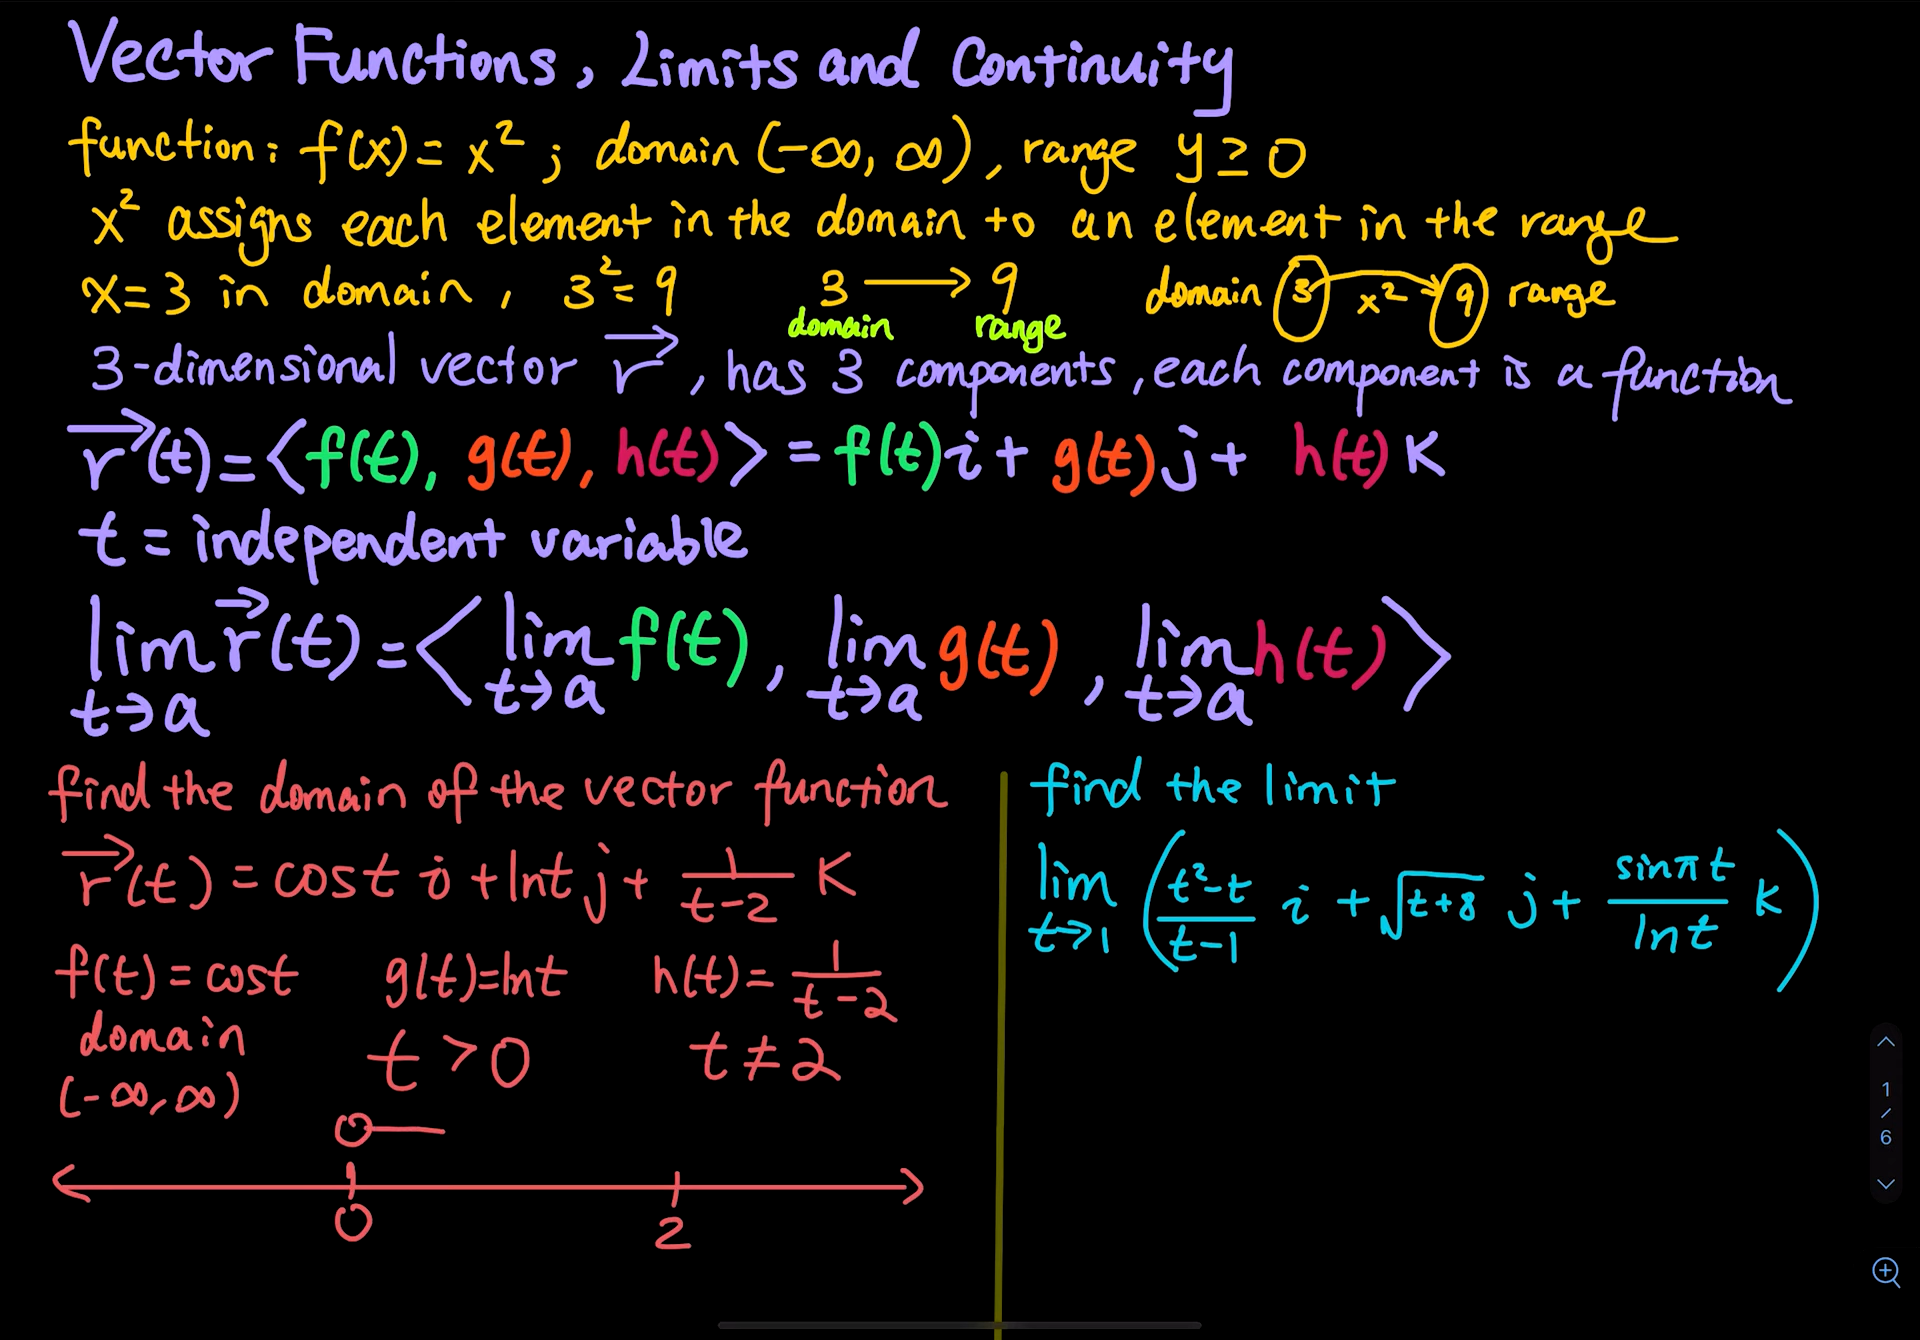 Vector Functions, Limits and Continuity
function: f(x) = x² ; domain (-∞, ∞), range y ≥ 0
x² assigns each element in the domain to an element in the range
x = 3 in domain, 3² = 9 3 → 9 domain 3 x² 9 range
domain range
3-dimensional vector r⃗, has 3 components, each component is a function
r⃗(t) = ⟨f(t), g(t), h(t)⟩ = f(t)i + g(t)j + h(t)K
t = independent variable
lim t→a r⃗(t) = ⟨lim t→a f(t), lim t→a g(t), lim t→a h(t)⟩
find the domain of the vector function
r⃗(t) = cost i + lnt j + 1/(t-2) K
f(t) = cost g(t)=lnt h(t)= 1/(t-2)
domain
(-∞, ∞) t > 0 t ≠ 2
0 2
find the limit
lim t→1 ( (t²-t)/(t-1) i + √(t+8) j + (sinπt)/(lnt) K )
1
/
6